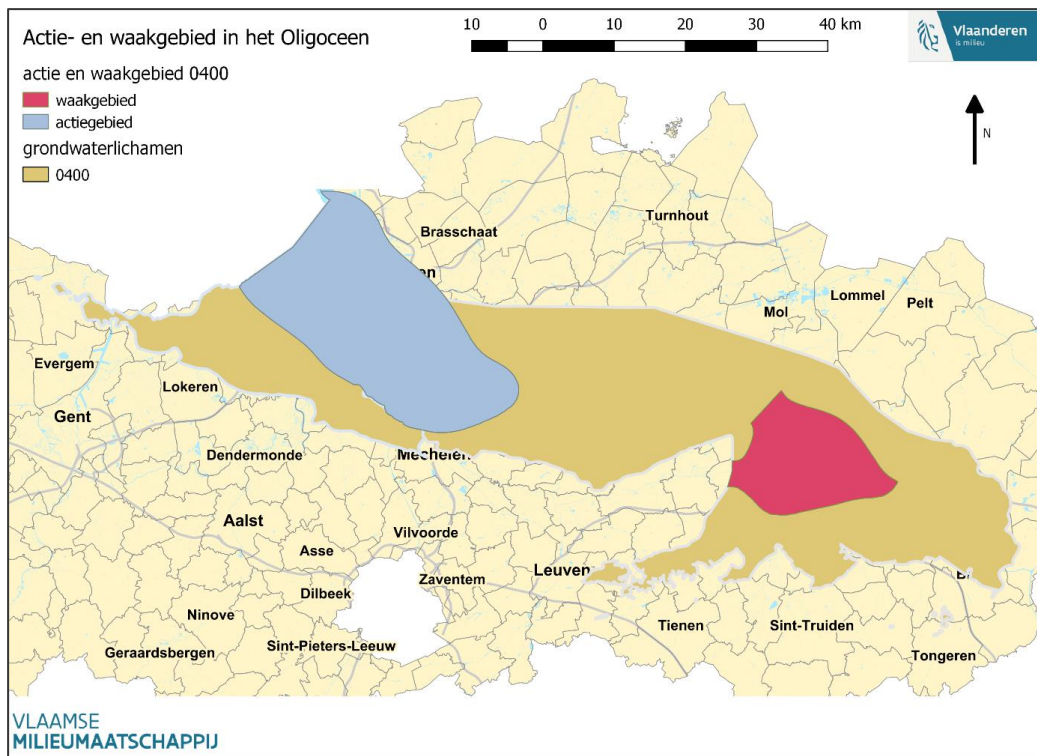 Actie- en waakgebied in het Oligoceen
actie en waakgebied 0400
waakgebied
actiegebied
grondwaterlichamen
0400
10 0 10 20 30 40 km
Vlaanderen
is milieu
N
Brasschaat
Turnhout
en
Lommel
Pelt
Mol
Evergem
Lokeren
Gent
Dendermonde
Mechelen
Aalst
Vilvoorde
Asse
Zaventem
Leuven
Dilbeek
Ninove
Tienen
Sint-Truiden
Sint-Pieters-Leeuw
Geraardsbergen
Tongeren
VLAAMSE
MILIEUMAATSCHAPPIJ